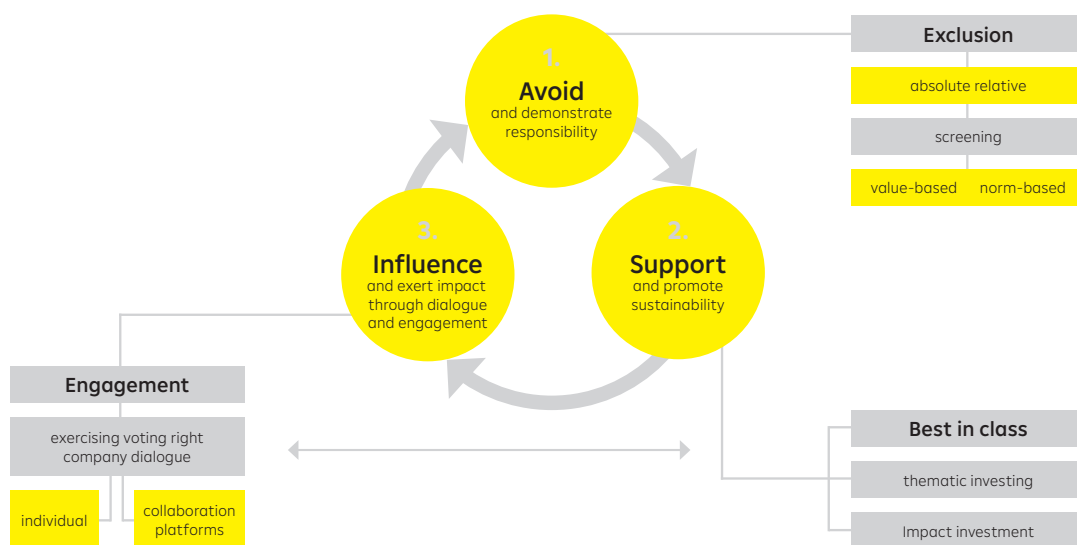 1.
Avoid
and demonstrate
responsibility
Exclusion
absolute relative
screening
value-based norm-based
3.
Influence
and exert impact
through dialogue
and engagement
2.
Support
and promote
sustainability
Engagement
exercising voting right
company dialogue
individual
collaboration
platforms
Best in class
thematic investing
Impact investment